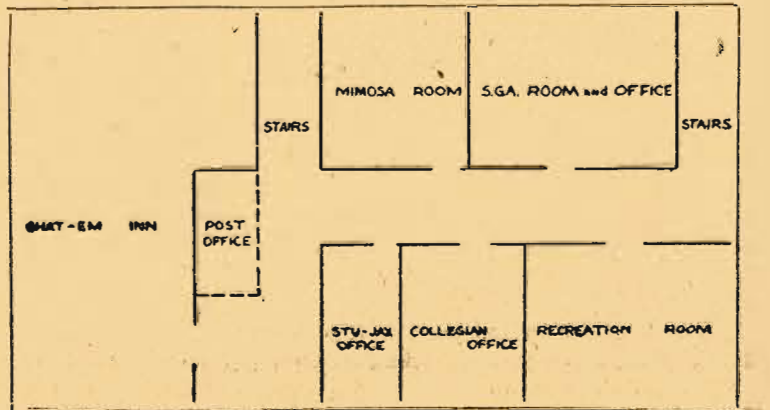 MIMOSA ROOM
S.G.A. ROOM and OFFICE
STAIRS
STAIRS
CHAT-EM INN
POST
OFFICE
STU-JAX
OFFICE
COLLEGIAN
OFFICE
RECREATION ROOM